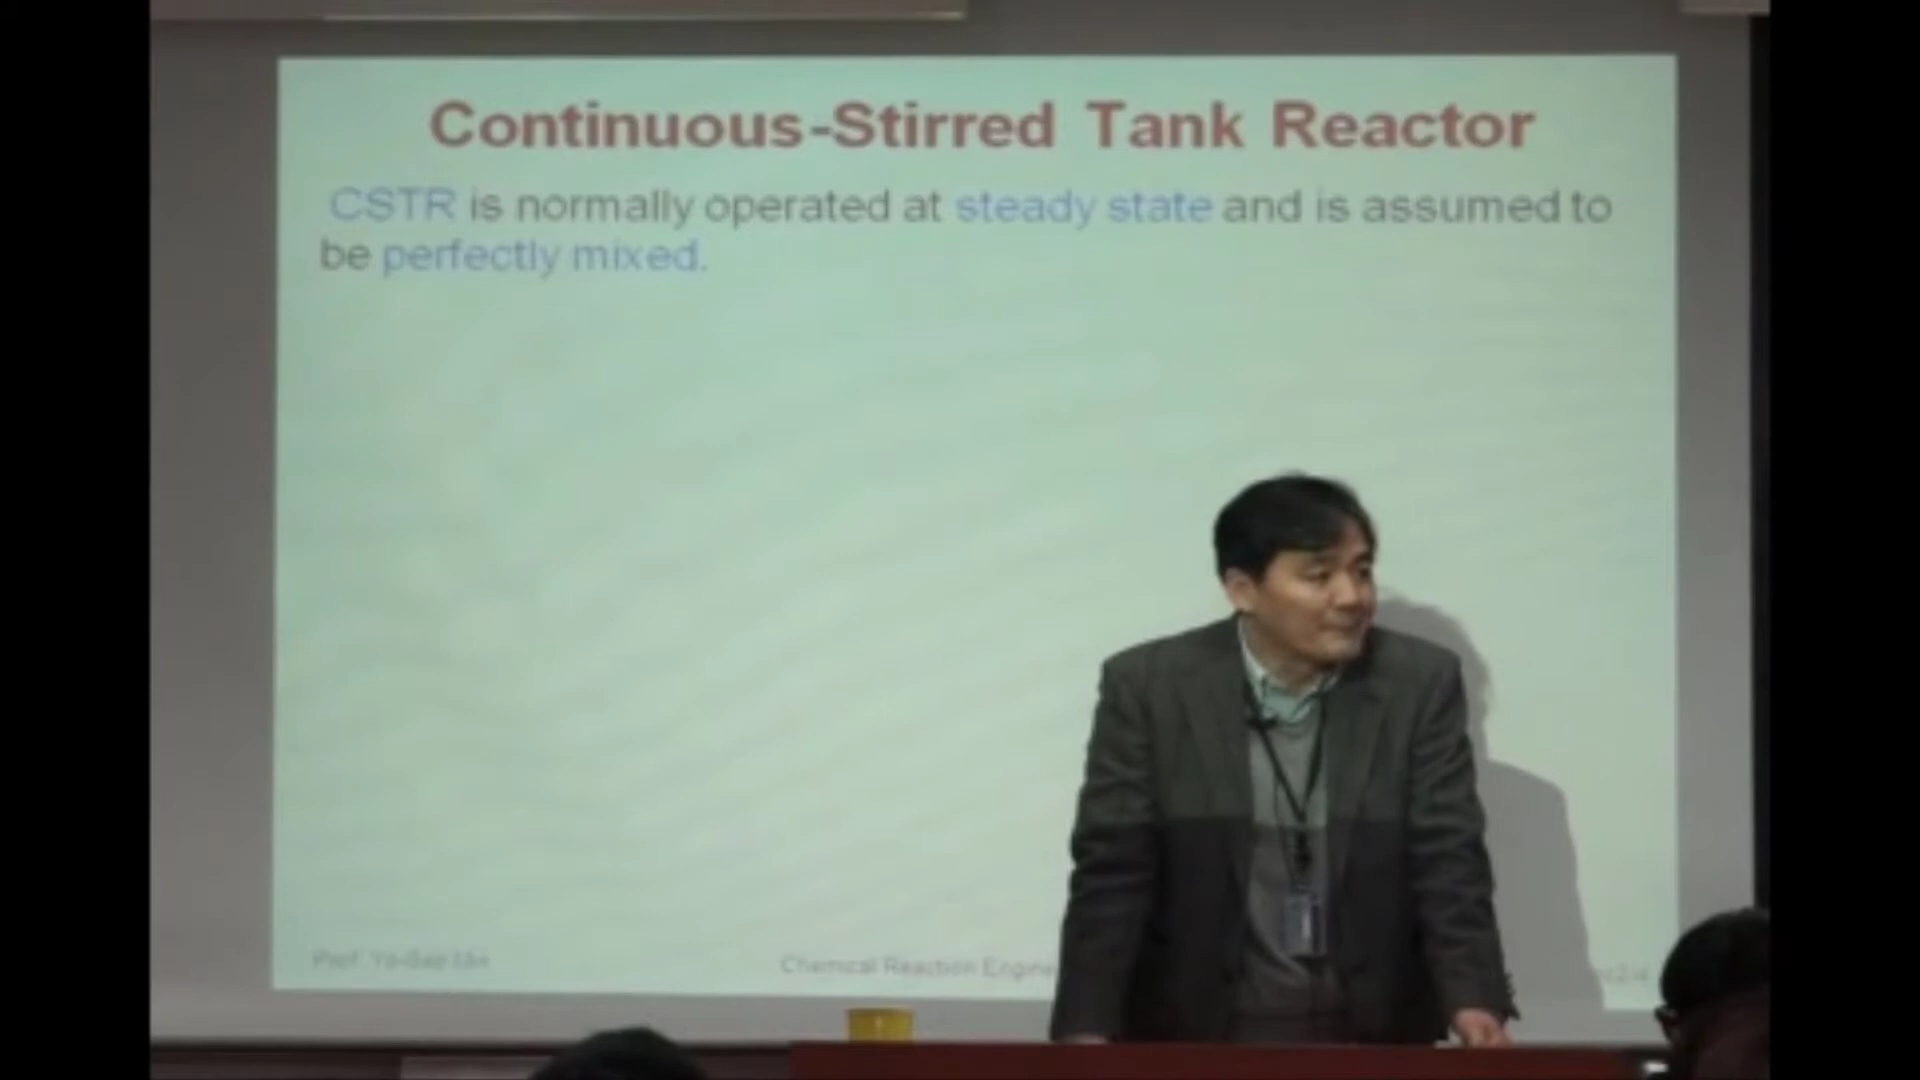 Continuous-Stirred Tank Reactor
CSTR is normally operated at steady state and is assumed to
be perfectly mixed.
Prof.
Chemical Reaction